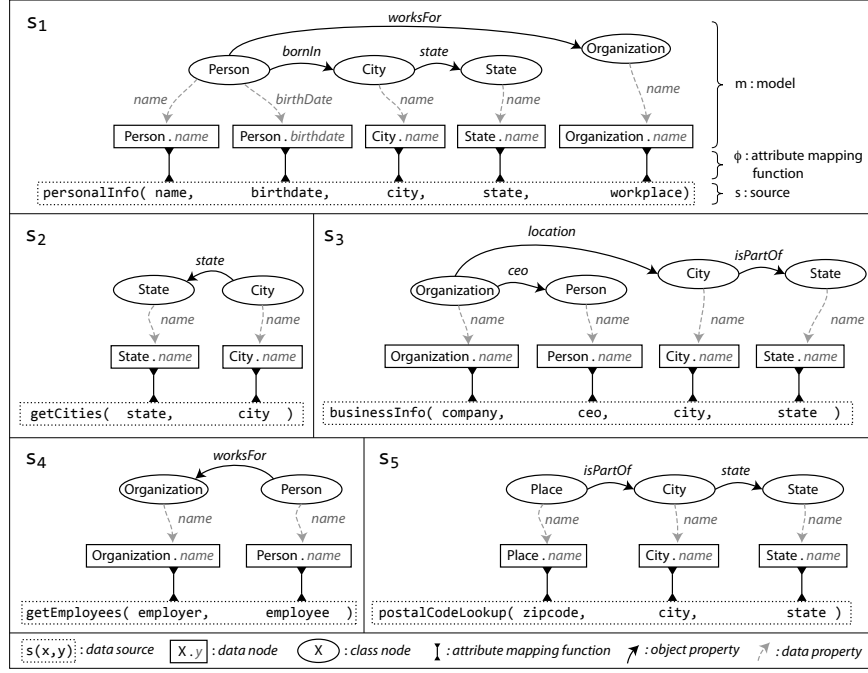 s1
worksFor
bornIn
state
Person
City
State
Organization
name
birthDate
name
name
name
m : model
Person . name
Person . birthdate
City . name
State . name
Organization . name
ϕ : attribute mapping
function
personalInfo( name, birthdate, city, state, workplace)
s : source
s2
state
State
City
name
name
State . name
City . name
getCities( state, city )
s3
location
isPartOf
ceo
Organization
Person
City
State
name
name
name
name
Organization . name
Person . name
City . name
State . name
businessInfo( company, ceo, city, state )
s4
worksFor
Organization
Person
name
name
Organization . name
Person . name
getEmployees( employer, employee )
s5
isPartOf
state
Place
City
State
name
name
name
Place . name
City . name
State . name
postalCodeLookup( zipcode, city, state )
s(x,y) : data source X . y : data node X : class node : attribute mapping function : object property : data property